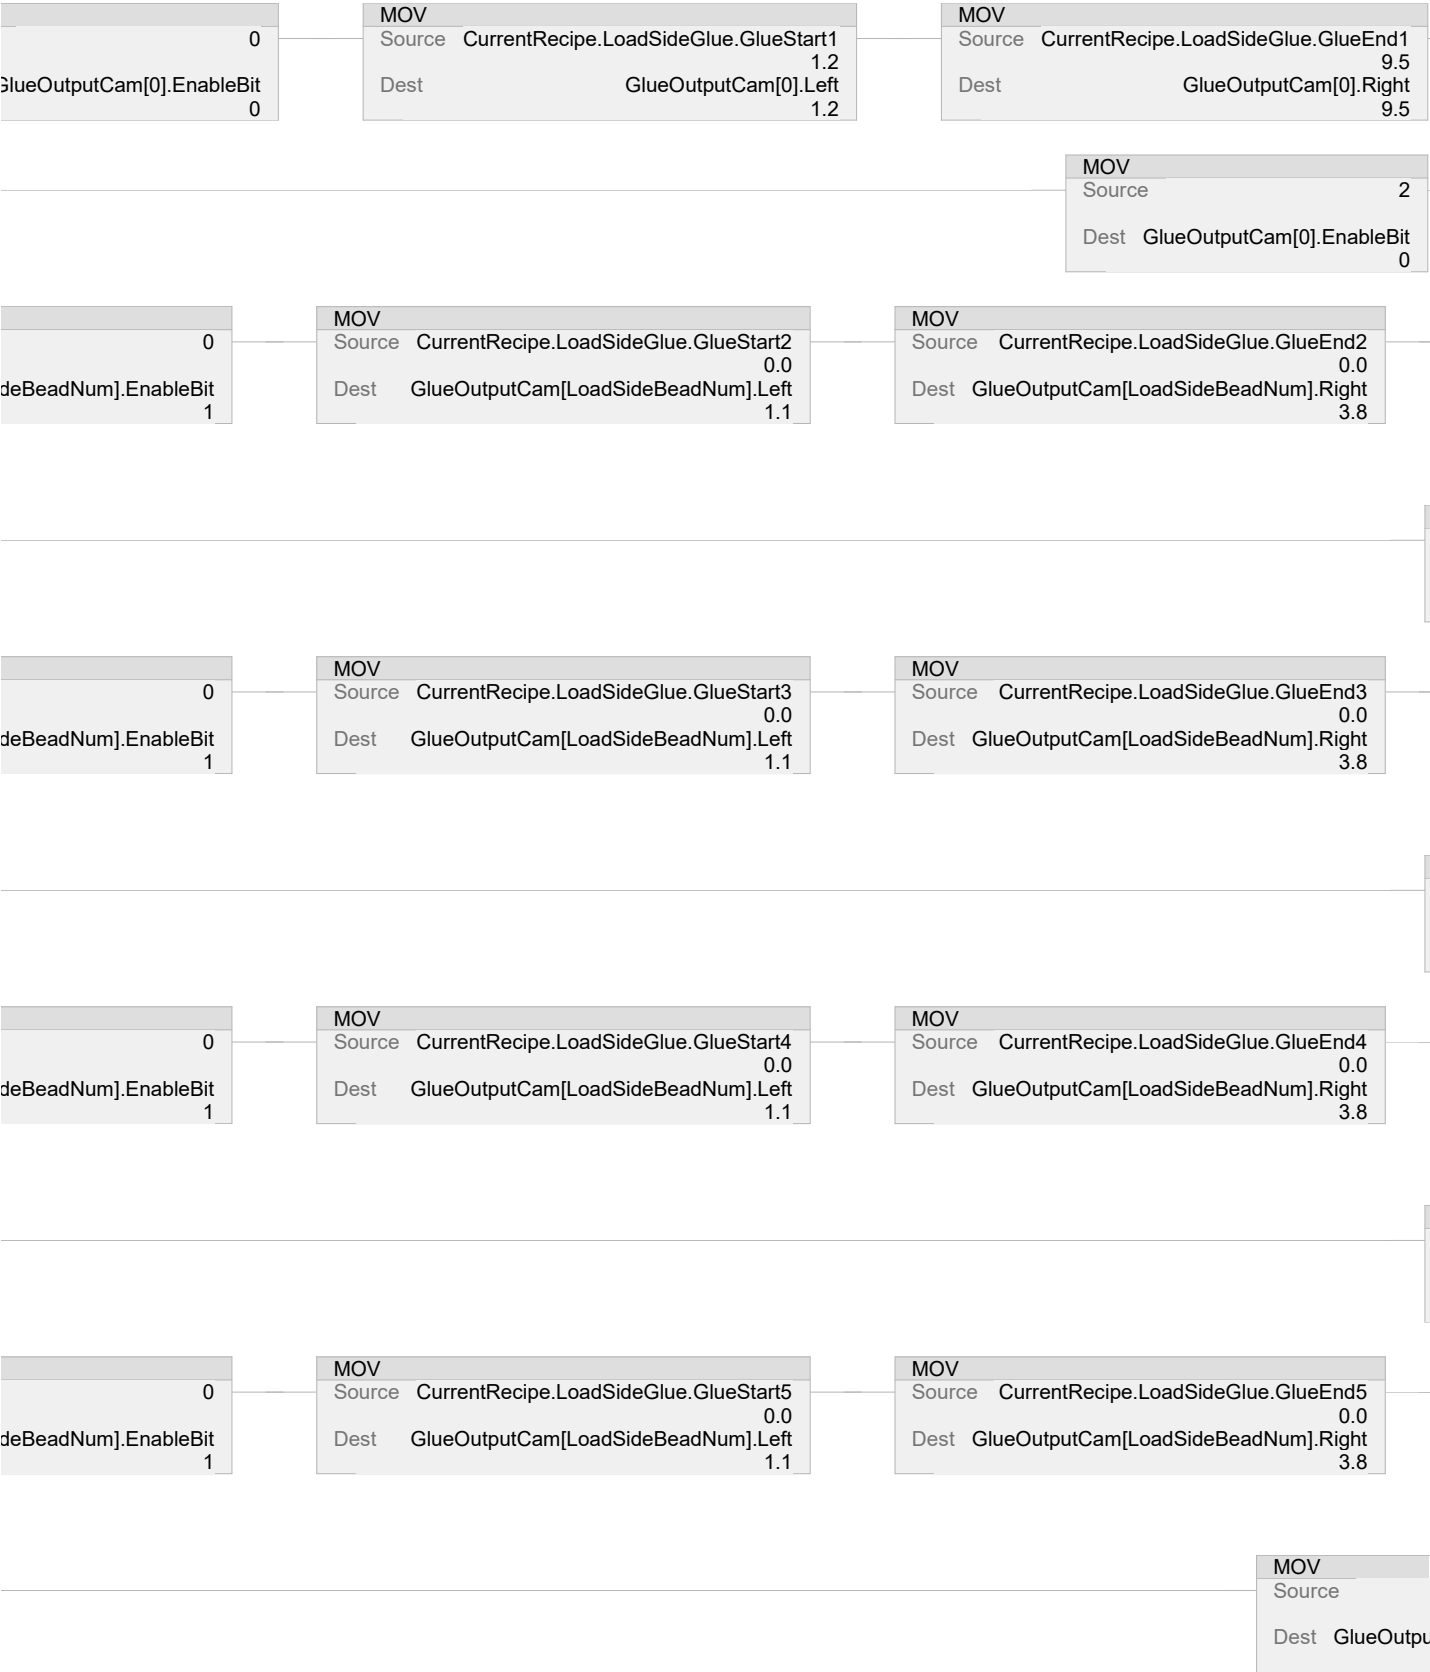 MOV MOV
0 Source CurrentRecipe.LoadSideGlue.GlueStart1 Source CurrentRecipe.LoadSideGlue.GlueEnd1
1.2 9.5
GlueOutputCam[0].EnableBit Dest GlueOutputCam[0].Left Dest GlueOutputCam[0].Right
0 1.2 9.5
MOV
Source 2
Dest GlueOutputCam[0].EnableBit
0
MOV MOV
0 Source CurrentRecipe.LoadSideGlue.GlueStart2 Source CurrentRecipe.LoadSideGlue.GlueEnd2
0.0 0.0
deBeadNum].EnableBit Dest GlueOutputCam[LoadSideBeadNum].Left Dest GlueOutputCam[LoadSideBeadNum].Right
1 1.1 3.8
MOV MOV
0 Source CurrentRecipe.LoadSideGlue.GlueStart3 Source CurrentRecipe.LoadSideGlue.GlueEnd3
0.0 0.0
deBeadNum].EnableBit Dest GlueOutputCam[LoadSideBeadNum].Left Dest GlueOutputCam[LoadSideBeadNum].Right
1 1.1 3.8
MOV MOV
0 Source CurrentRecipe.LoadSideGlue.GlueStart4 Source CurrentRecipe.LoadSideGlue.GlueEnd4
0.0 0.0
deBeadNum].EnableBit Dest GlueOutputCam[LoadSideBeadNum].Left Dest GlueOutputCam[LoadSideBeadNum].Right
1 1.1 3.8
MOV MOV
0 Source CurrentRecipe.LoadSideGlue.GlueStart5 Source CurrentRecipe.LoadSideGlue.GlueEnd5
0.0 0.0
deBeadNum].EnableBit Dest GlueOutputCam[LoadSideBeadNum].Left Dest GlueOutputCam[LoadSideBeadNum].Right
1 1.1 3.8
MOV
Source
Dest GlueOutpu